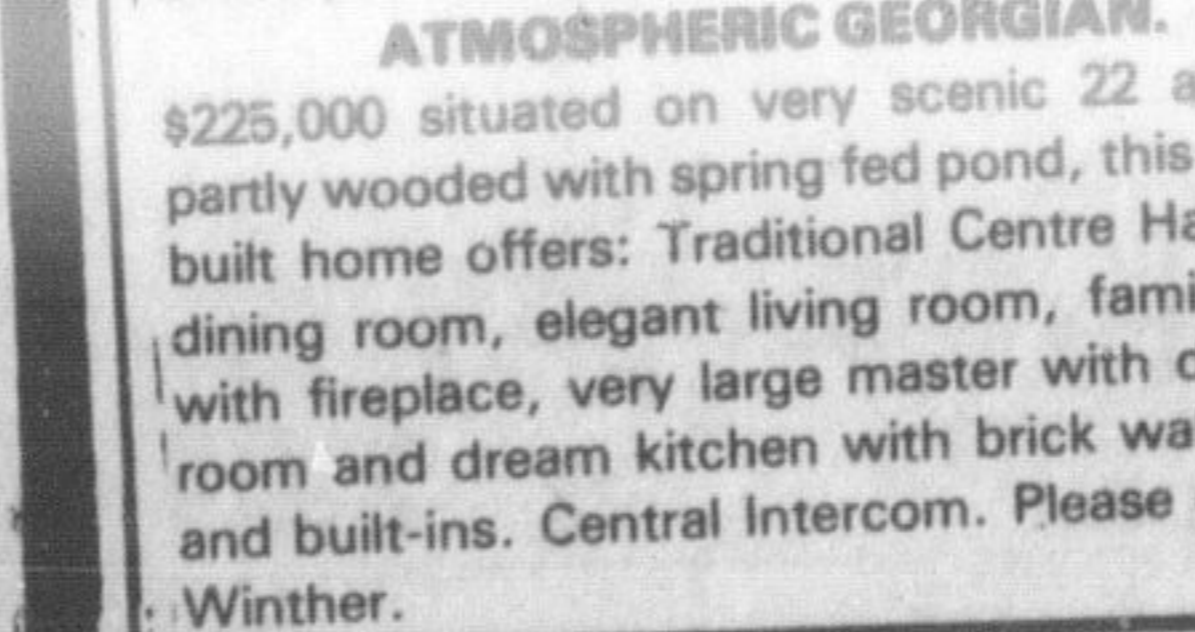 ATMOSPHERIC GEORGIAN.
$225,000 situated on very scenic 22
partly wooded with spring fed pond, this
built home offers: Traditional Centre
dining room, elegant living room,
with fireplace, very large master with
room and dream kitchen with brick
and built-ins. Central Intercom. Please
Winther.